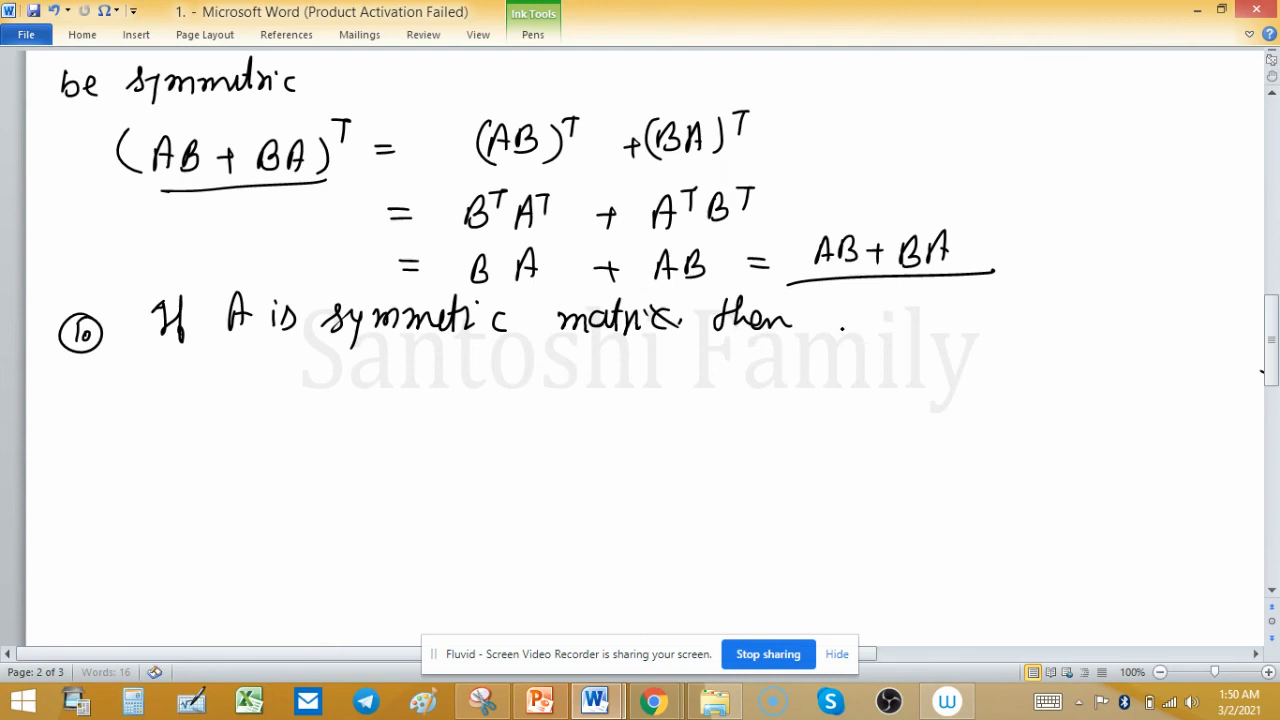 1. - Microsoft Word (Product Activation Failed)
Ink Tools
File Home Insert Page Layout References Mailings Review View Pens
be symmetric
(AB + BA)ᵀ = (AB)ᵀ + (BA)ᵀ
= BᵀAᵀ + AᵀBᵀ
= BA + AB = AB + BA
10 If A is symmetric matrix then
Santoshi Family
Fluvid - Screen Video Recorder is sharing your screen. Stop sharing Hide
Page: 2 of 3 Words: 16 100%
1:50 AM
3/2/2021